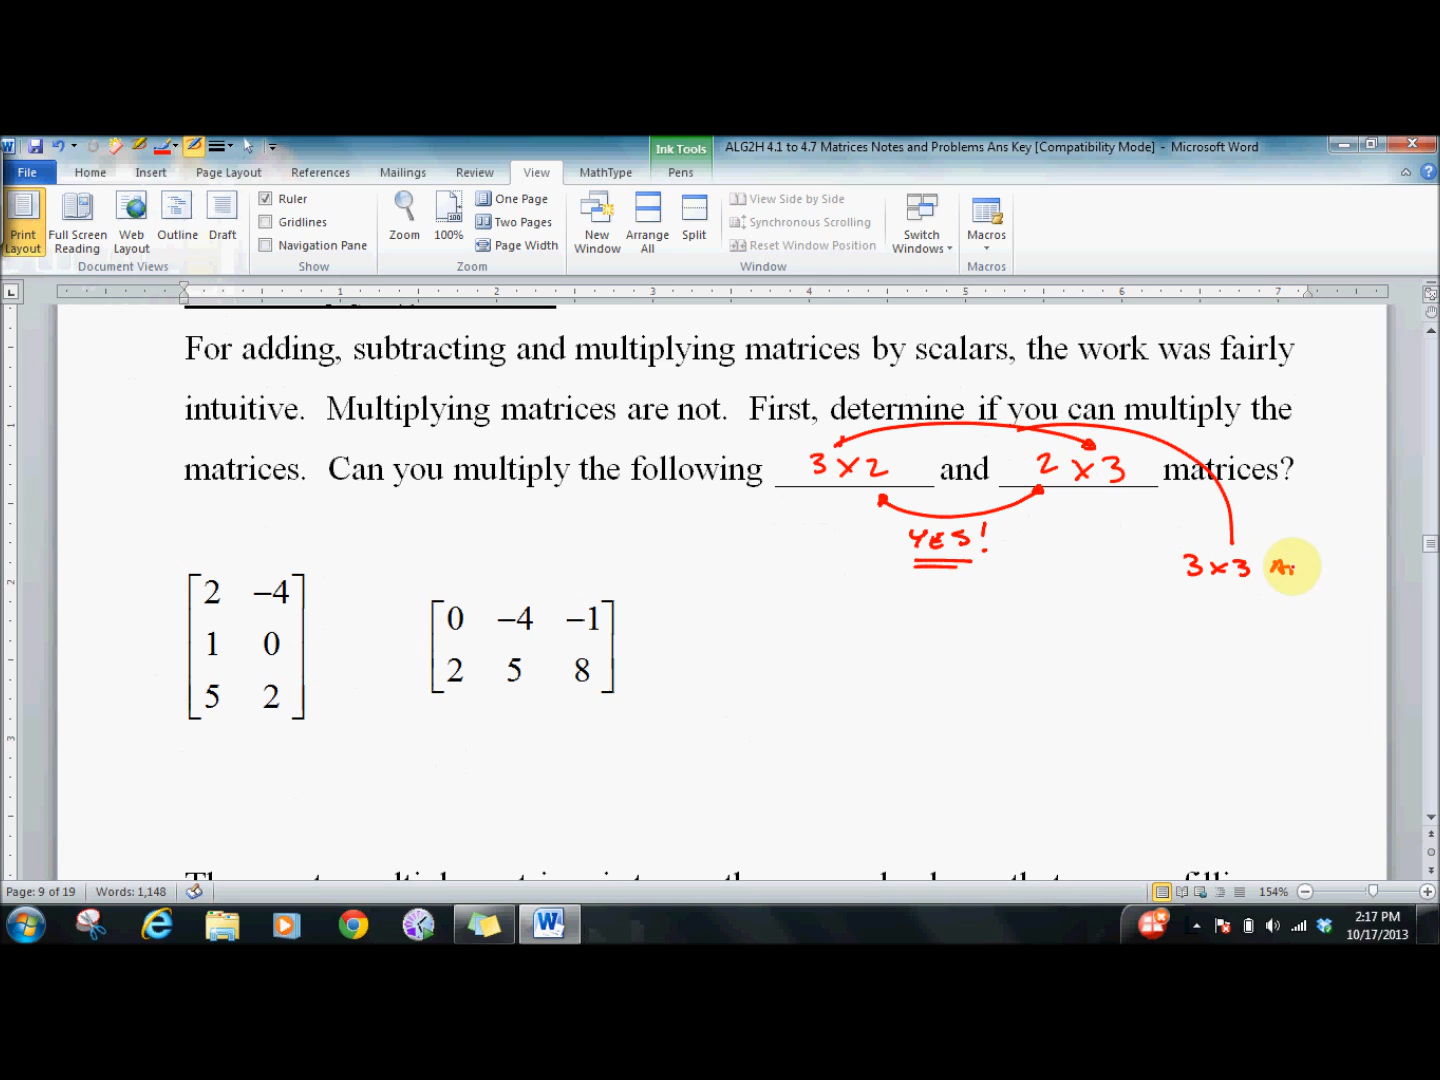 Ink Tools
ALG2H 4.1 to 4.7 Matrices Notes and Problems Ans Key [Compatibility Mode] - Microsoft Word
File Home Insert Page Layout References Mailings Review View MathType Pens
Print Layout
Full Screen Reading
Web Layout
Outline
Draft
Document Views
Ruler
Gridlines
Navigation Pane
Show
Zoom
100%
One Page
Two Pages
Page Width
Zoom
New Window
Arrange All
Split
View Side by Side
Synchronous Scrolling
Reset Window Position
Window
Switch Windows
Macros
Macros
1 2 3 4 5 6 7
For adding, subtracting and multiplying matrices by scalars, the work was fairly
intuitive. Multiplying matrices are not. First, determine if you can multiply the
matrices. Can you multiply the following 3 x 2 and 2 x 3 matrices?
YES!
3 x 3
2 −4
1 0
5 2
0 −4 −1
2 5 8
Page: 9 of 19 Words: 1,148 154%
2:17 PM
10/17/2013